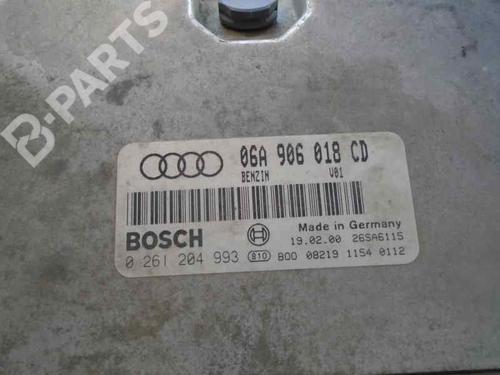 B-PARTS
06A 906 018 CD
BENZIN V01
BOSCH
Made in Germany
19.02.00 26SA6115
0 261 204 993 B10 B00 08219 1154 0112